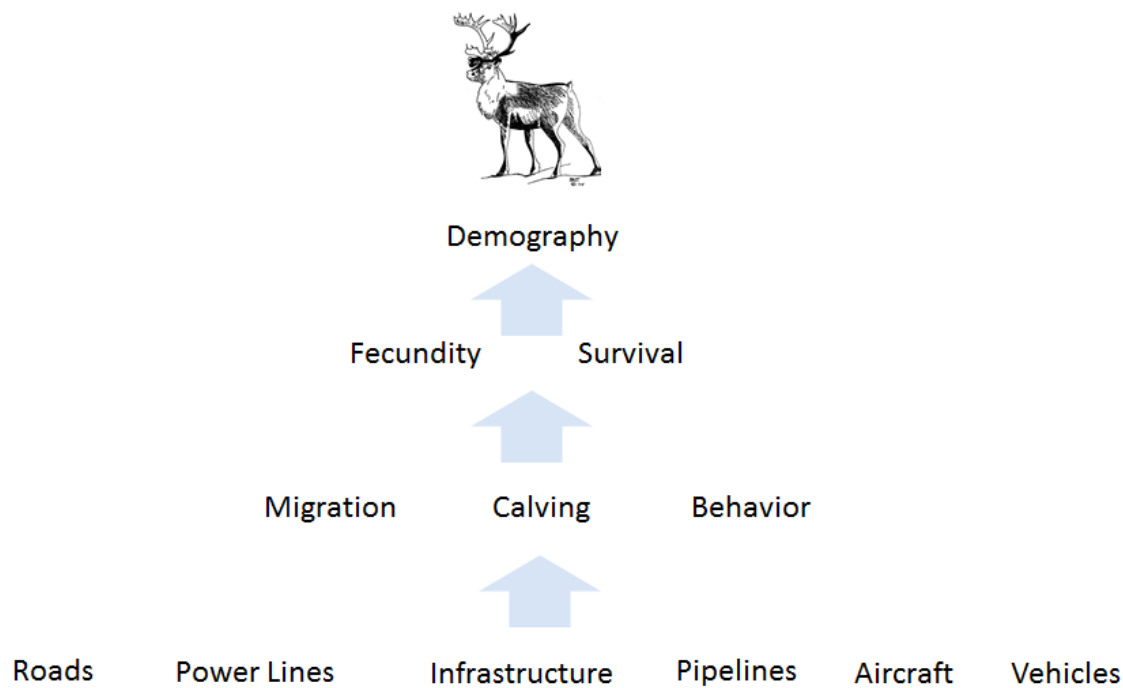 Demography
Fecundity Survival
Migration Calving Behavior
Roads Power Lines Infrastructure Pipelines Aircraft Vehicles